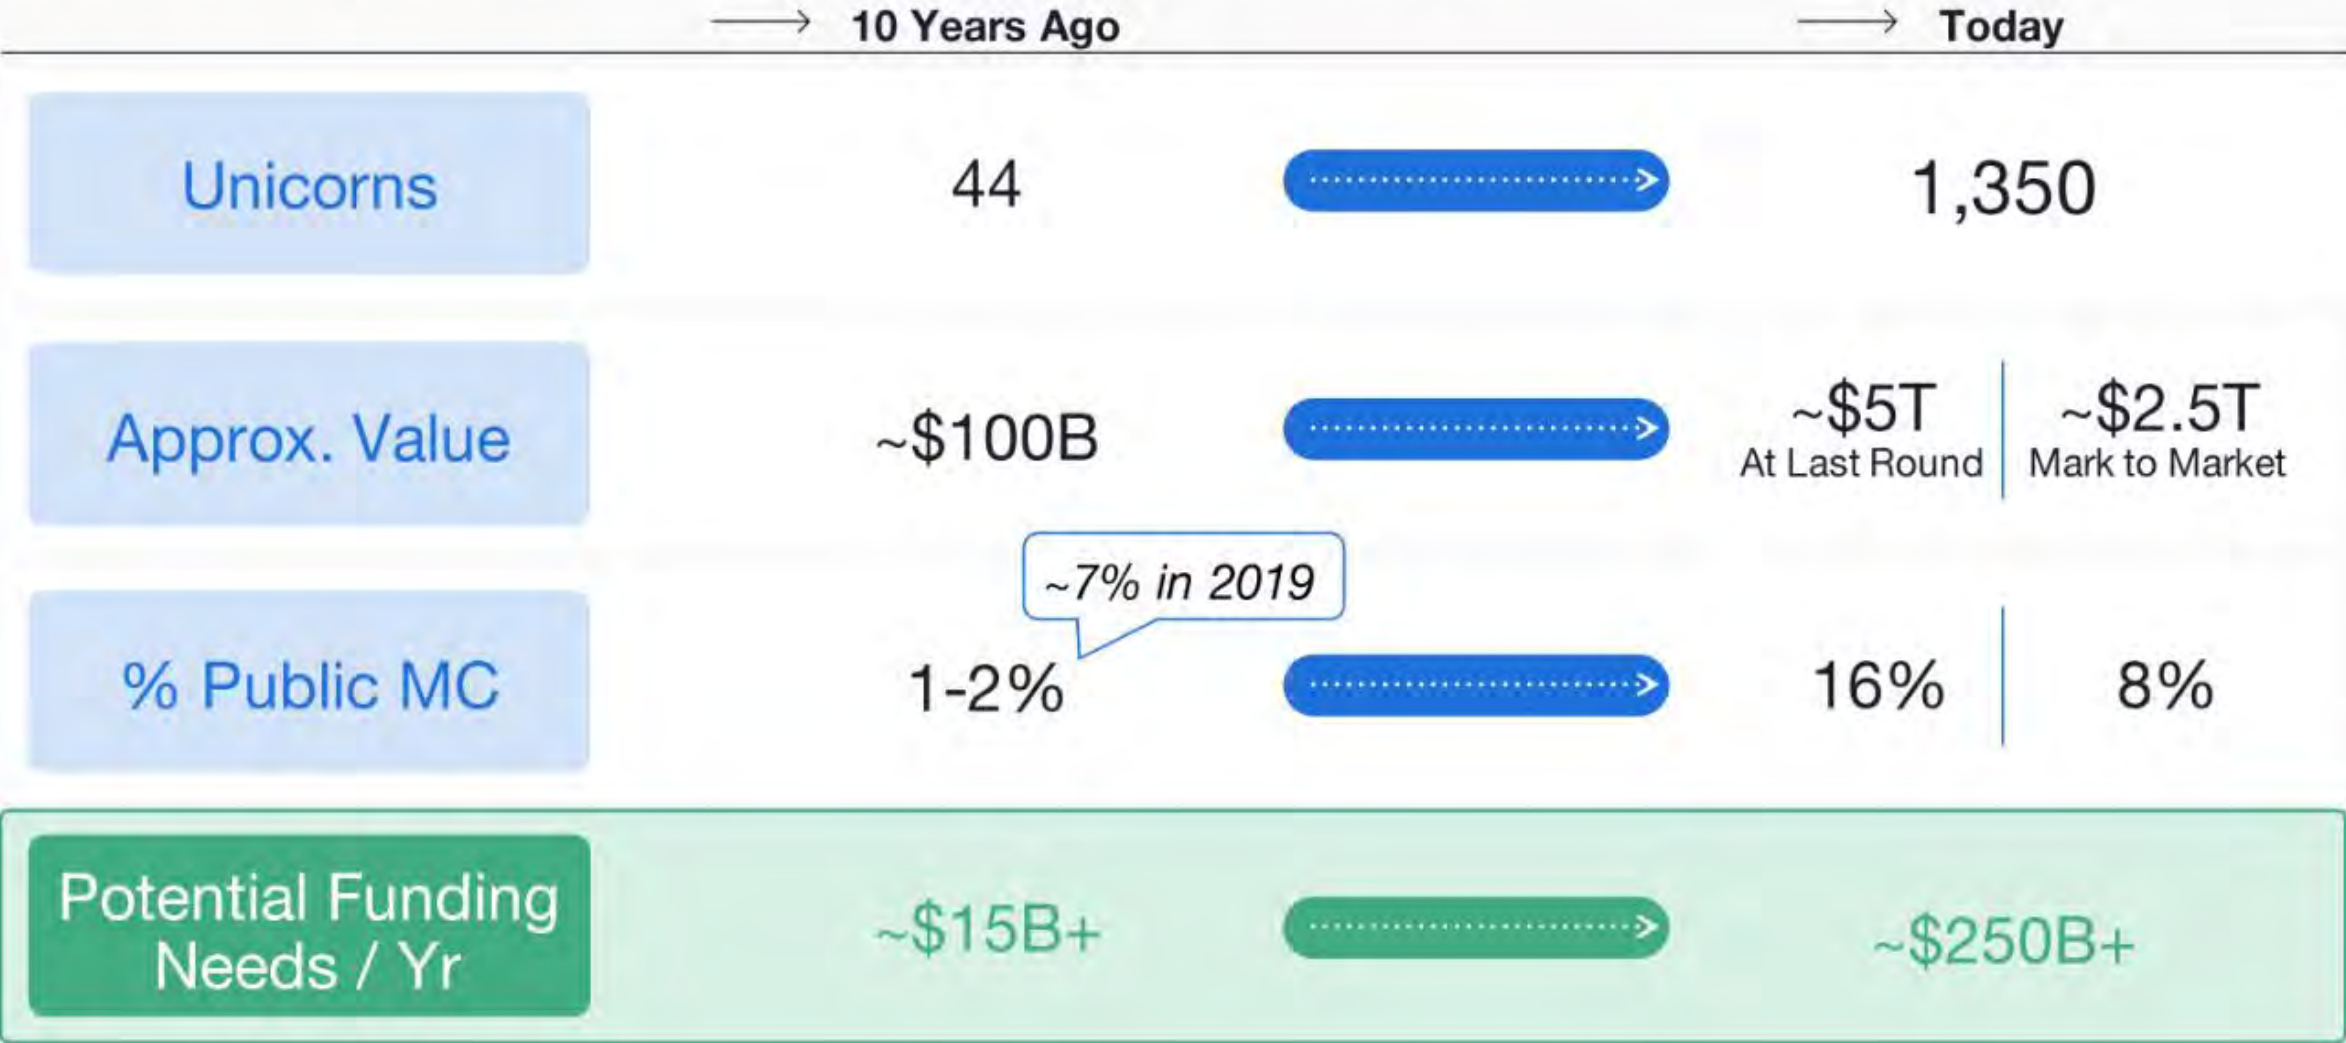 10 Years Ago
Today
Unicorns
44
1,350
Approx. Value
~$100B
~$5T
At Last Round
~$2.5T
Mark to Market
~7% in 2019
% Public MC
1-2%
16%
8%
Potential Funding
Needs / Yr
~$15B+
~$250B+